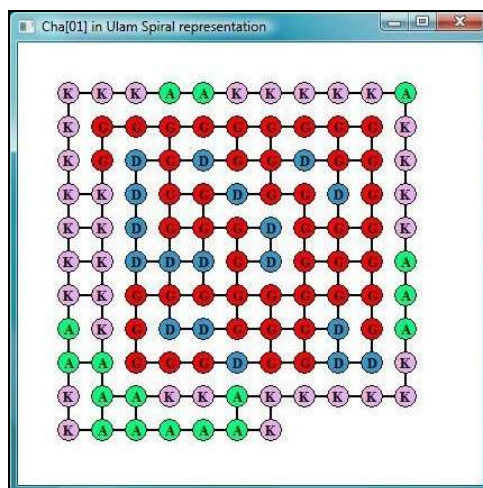 Cha[01] in Ulam Spiral representation
K K K A A K K K K K A
K G G G G G G G G G K
K G D G D G G D G G K
K K D G G D G G D G K
K K D G G G D G G G K
K K D D D G D G G G A
K K G G G G G G G G A
A K G D D G G G D G A
A A G G G D G G D D K
K A A K K A K K K K K
K A A A A A K